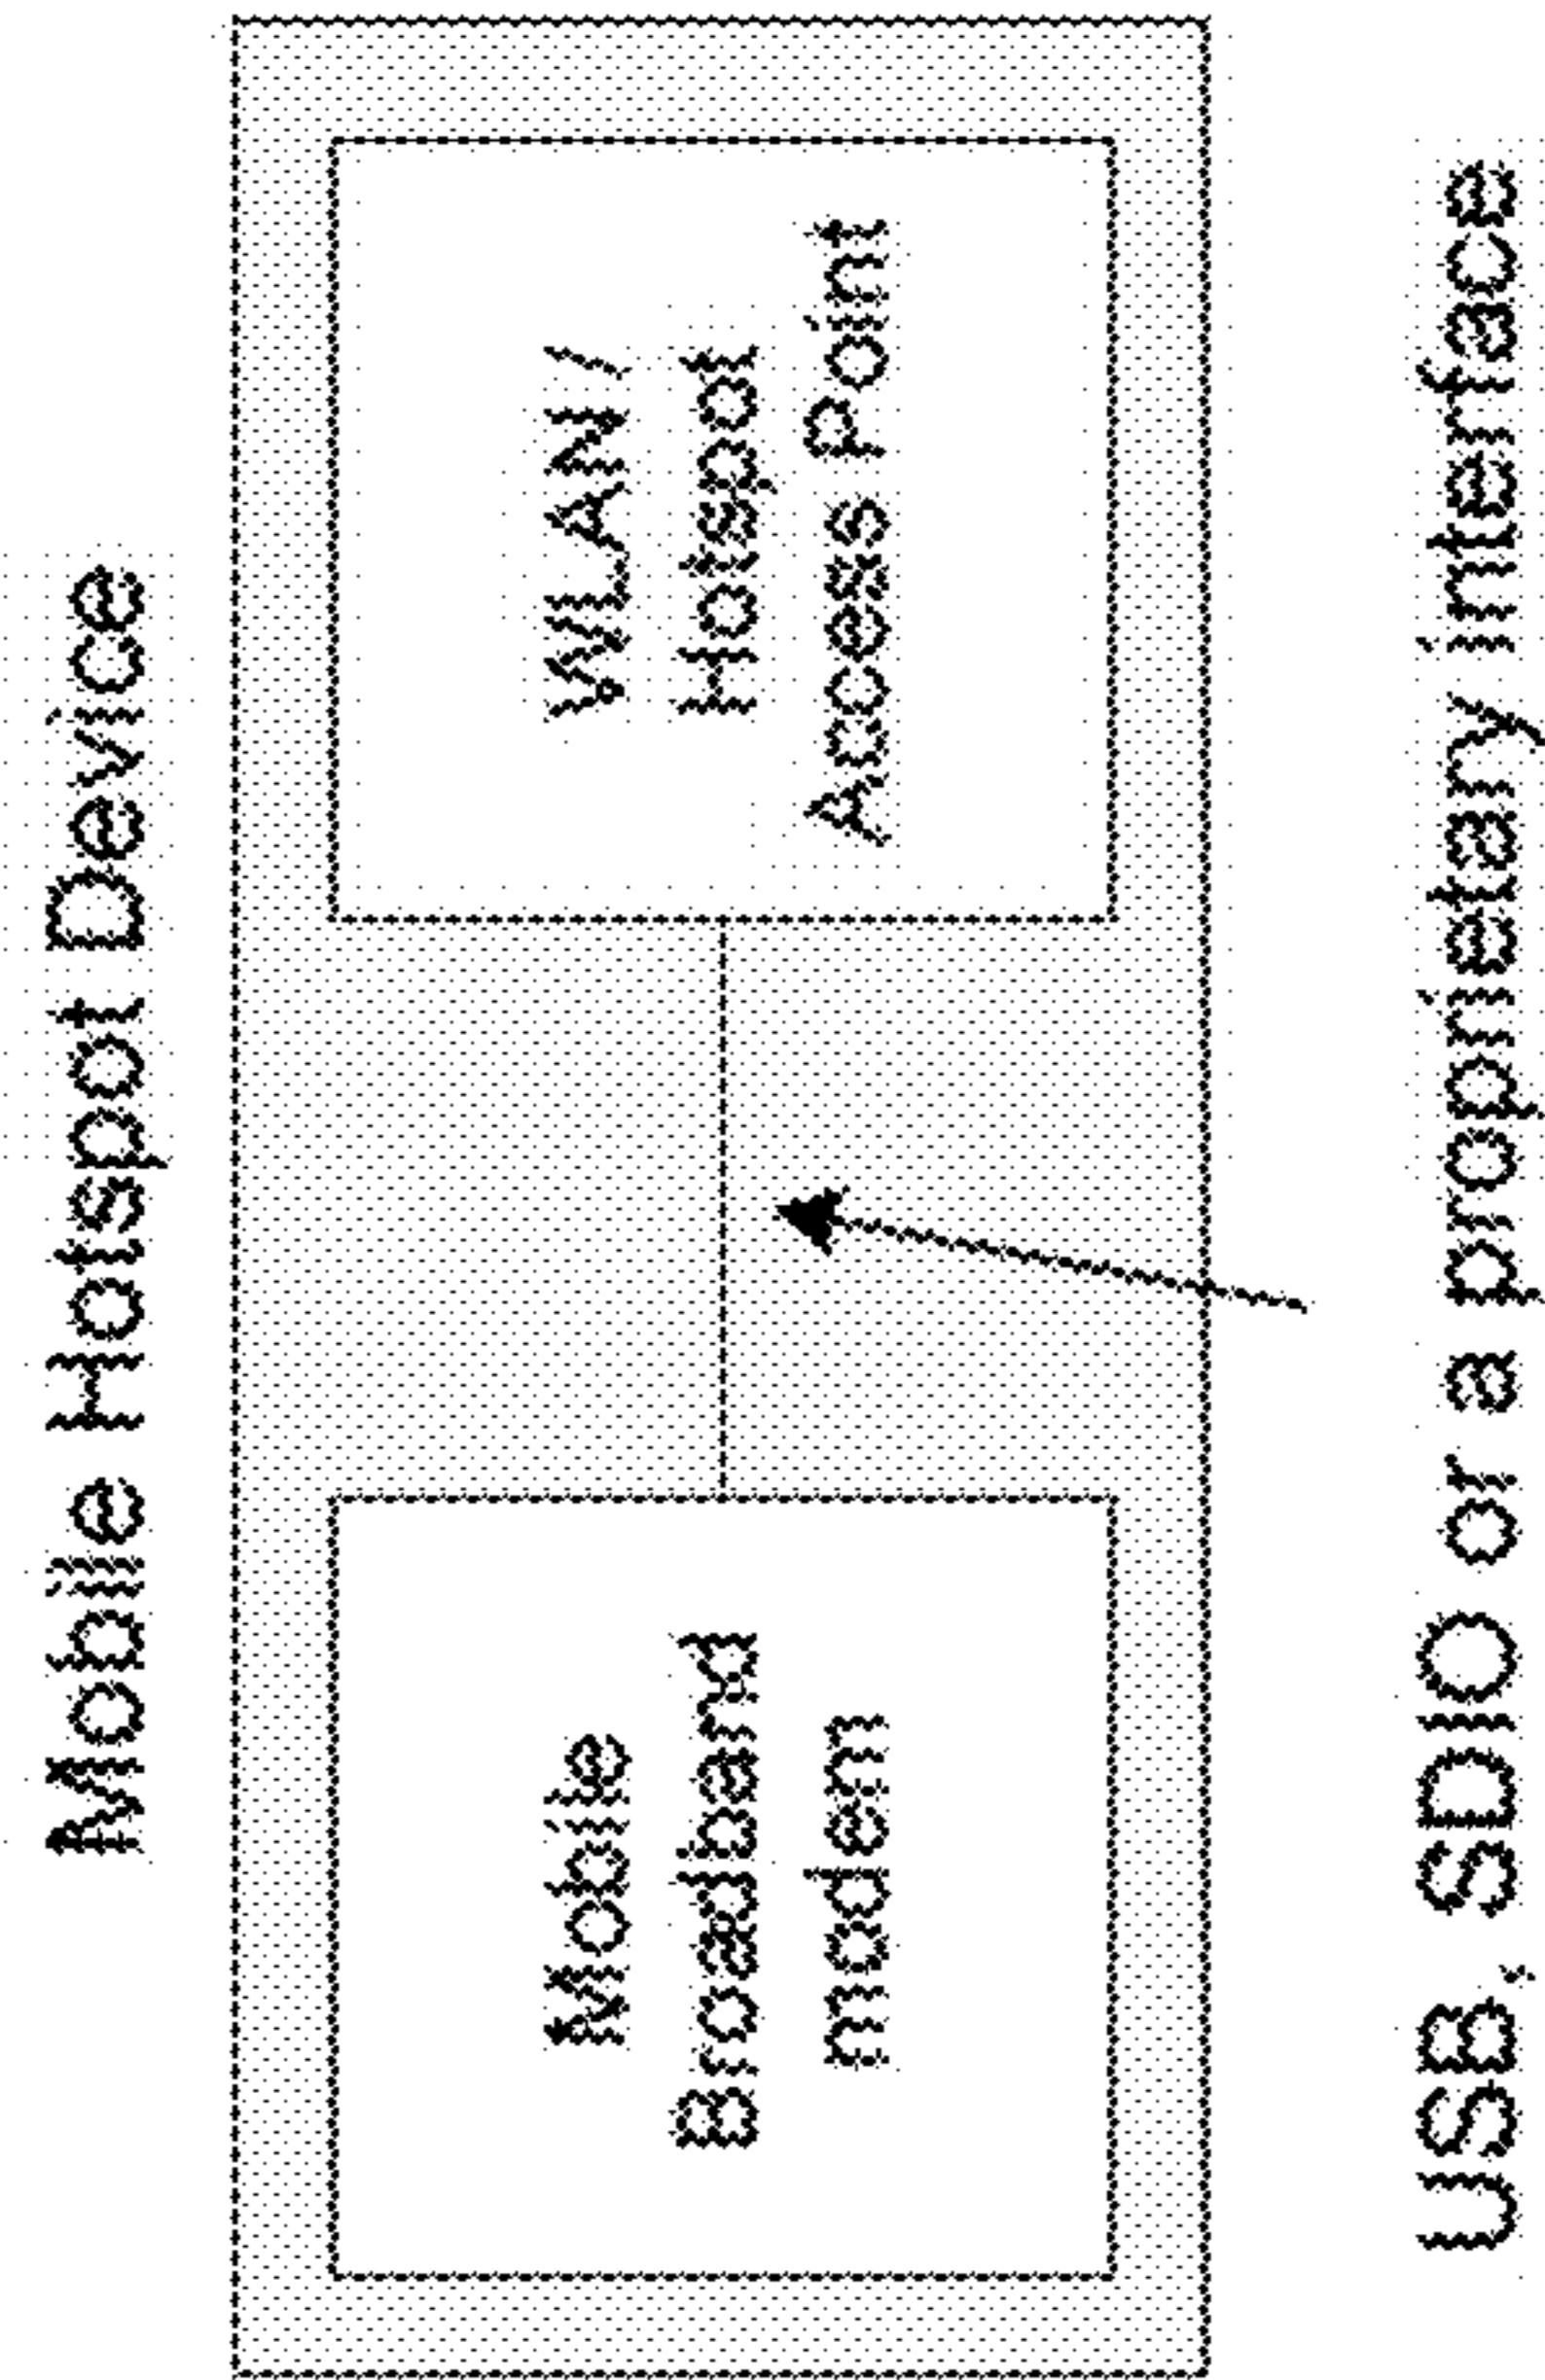 Mobile Hotspot Device
Mobile
Broadband
modem
WLAN /
Hotspot
Access Point
USB, SDIO or a proprietary interface